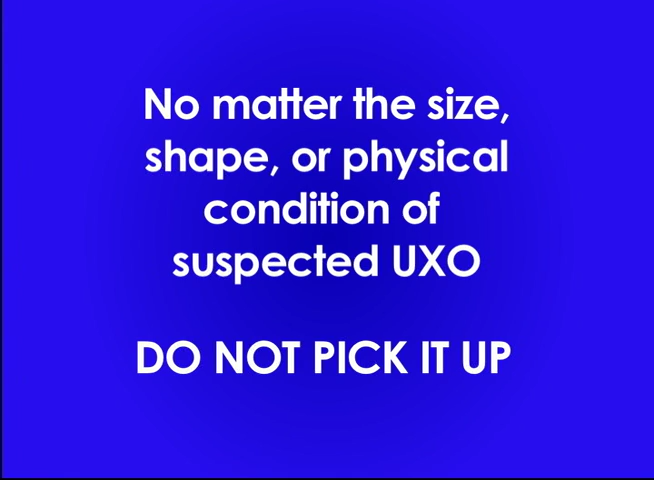 No matter the size,
shape, or physical
condition of
suspected UXO
DO NOT PICK IT UP